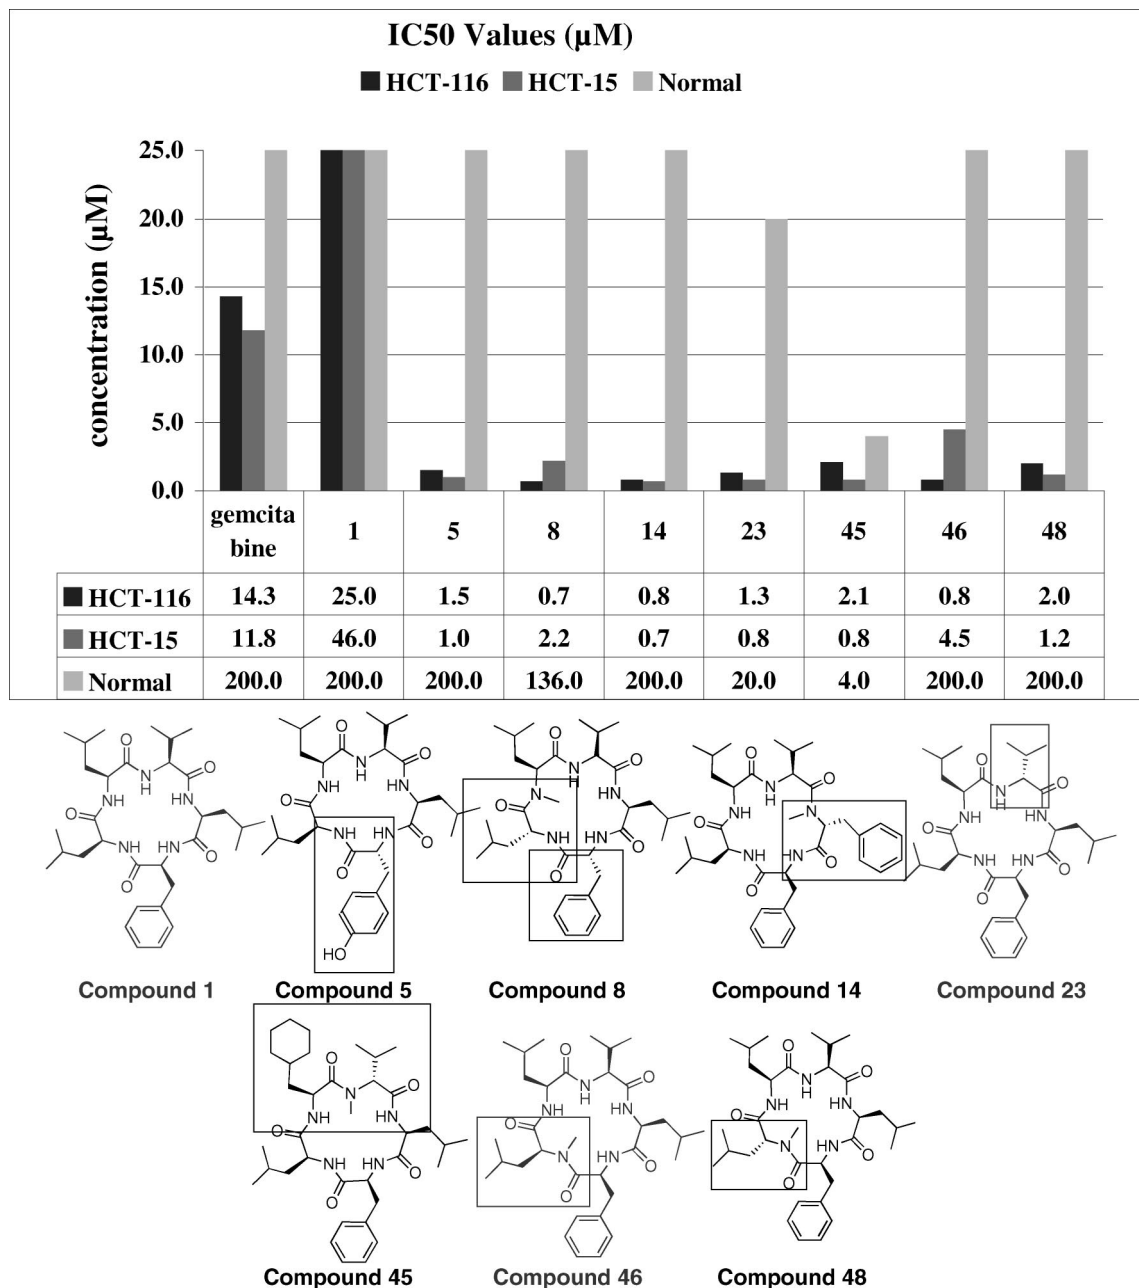 IC50 Values (µM)
HCT-116 HCT-15 Normal
concentration (µM)
25.0
20.0
15.0
10.0
5.0
0.0
gemcita
bine 1 5 8 14 23 45 46 48
HCT-116 14.3 25.0 1.5 0.7 0.8 1.3 2.1 0.8 2.0
HCT-15 11.8 46.0 1.0 2.2 0.7 0.8 0.8 4.5 1.2
Normal 200.0 200.0 200.0 136.0 200.0 20.0 4.0 200.0 200.0
Compound 1 Compound 5 Compound 8 Compound 14 Compound 23
Compound 45 Compound 46 Compound 48